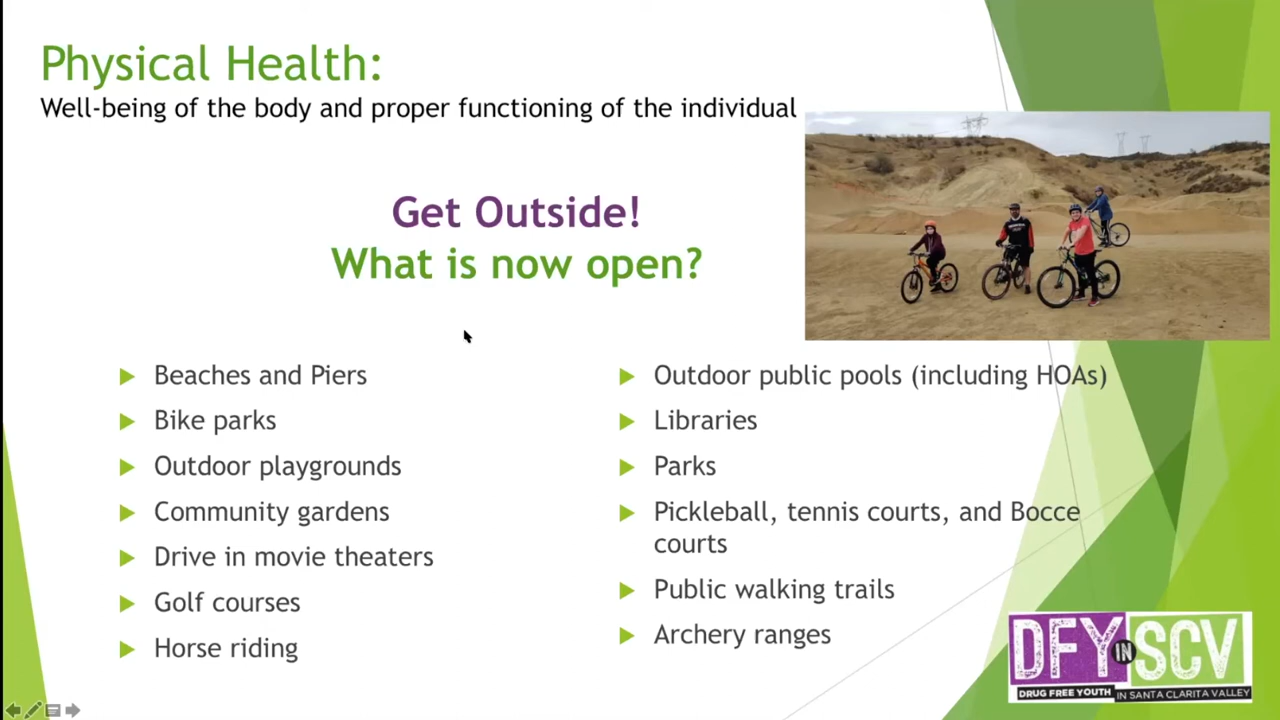 Physical Health:
Well-being of the body and proper functioning of the individual
Get Outside!
What is now open?
Beaches and Piers
Bike parks
Outdoor playgrounds
Community gardens
Drive in movie theaters
Golf courses
Horse riding
Outdoor public pools (including HOAs)
Libraries
Parks
Pickleball, tennis courts, and Bocce
courts
Public walking trails
Archery ranges
DFY IN SCV
DRUG FREE YOUTH IN SANTA CLARITA VALLEY